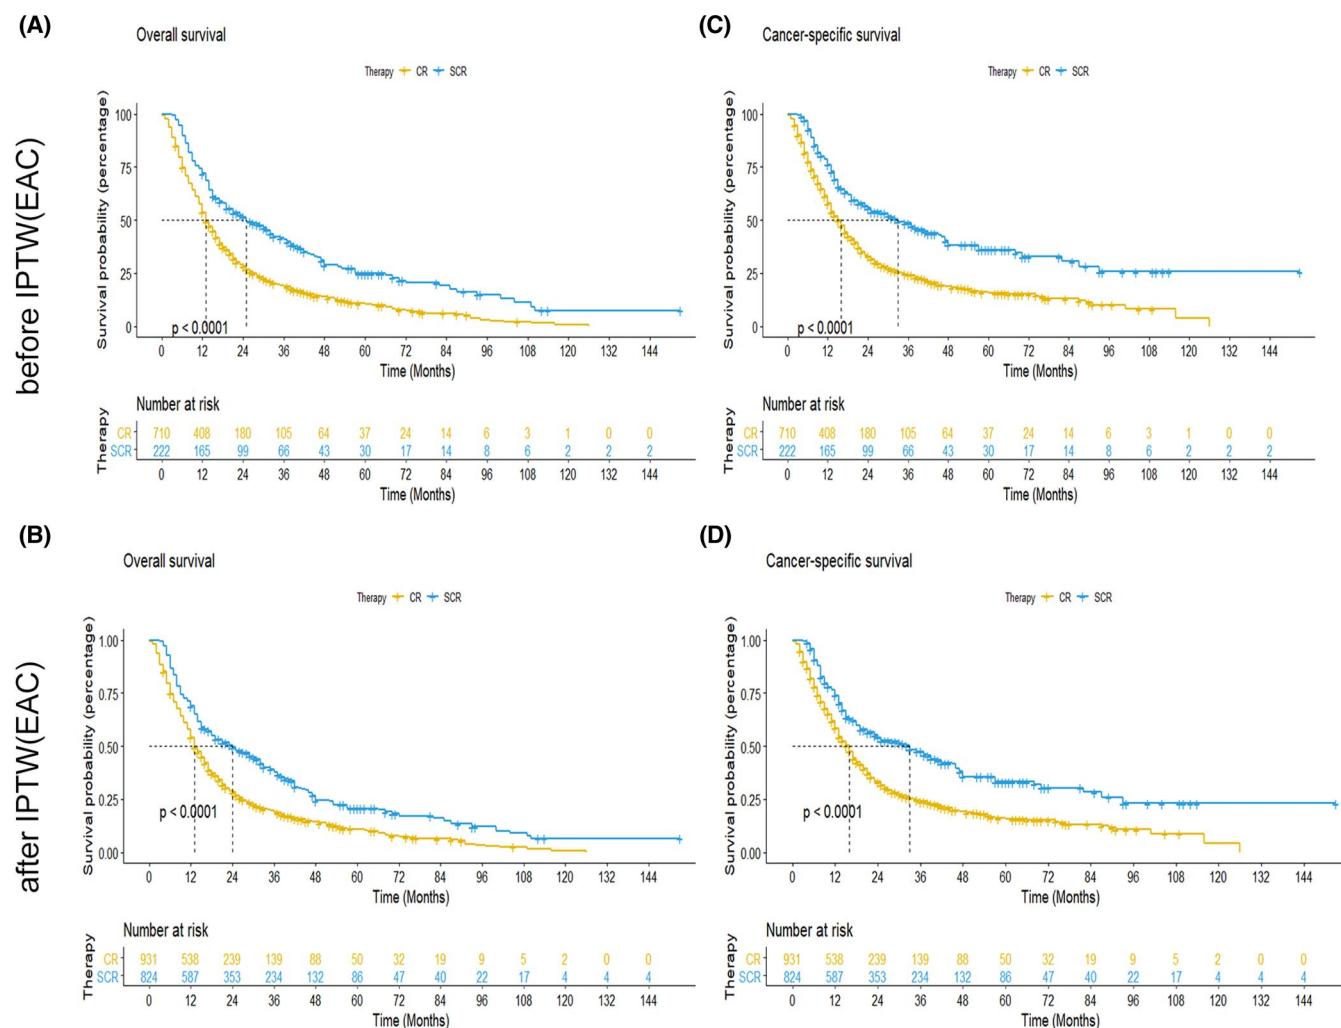 (A)
Overall survival
Therapy CR SCR
Survival probability (percentage)
100
75
50
25
0
p < 0.0001
0 12 24 36 48 60 72 84 96 108 120 132 144
Time (Months)
Number at risk
Therapy
CR 710 408 180 105 64 37 24 14 6 3 1 0 0
SCR 222 165 99 66 43 30 17 14 8 6 2 2 2
0 12 24 36 48 60 72 84 96 108 120 132 144
Time (Months)
before IPTW(EAC)
(C)
Cancer-specific survival
Therapy CR SCR
Survival probability (percentage)
100
75
50
25
0
p < 0.0001
0 12 24 36 48 60 72 84 96 108 120 132 144
Time (Months)
Number at risk
Therapy
CR 710 408 180 105 64 37 24 14 6 3 1 0 0
SCR 222 165 99 66 43 30 17 14 8 6 2 2 2
0 12 24 36 48 60 72 84 96 108 120 132 144
Time (Months)
(B)
Overall survival
Therapy CR SCR
Survival probability (percentage)
1.00
0.75
0.50
0.25
0.00
p < 0.0001
0 12 24 36 48 60 72 84 96 108 120 132 144
Time (Months)
Number at risk
Therapy
CR 931 538 239 139 88 50 32 19 9 5 2 0 0
SCR 824 587 353 234 132 86 47 40 22 17 4 4 4
0 12 24 36 48 60 72 84 96 108 120 132 144
Time (Months)
after IPTW(EAC)
(D)
Cancer-specific survival
Therapy CR SCR
Survival probability (percentage)
1.00
0.75
0.50
0.25
0.00
p < 0.0001
0 12 24 36 48 60 72 84 96 108 120 132 144
Time (Months)
Number at risk
Therapy
CR 931 538 239 139 88 50 32 19 9 5 2 0 0
SCR 824 587 353 234 132 86 47 40 22 17 4 4 4
0 12 24 36 48 60 72 84 96 108 120 132 144
Time (Months)